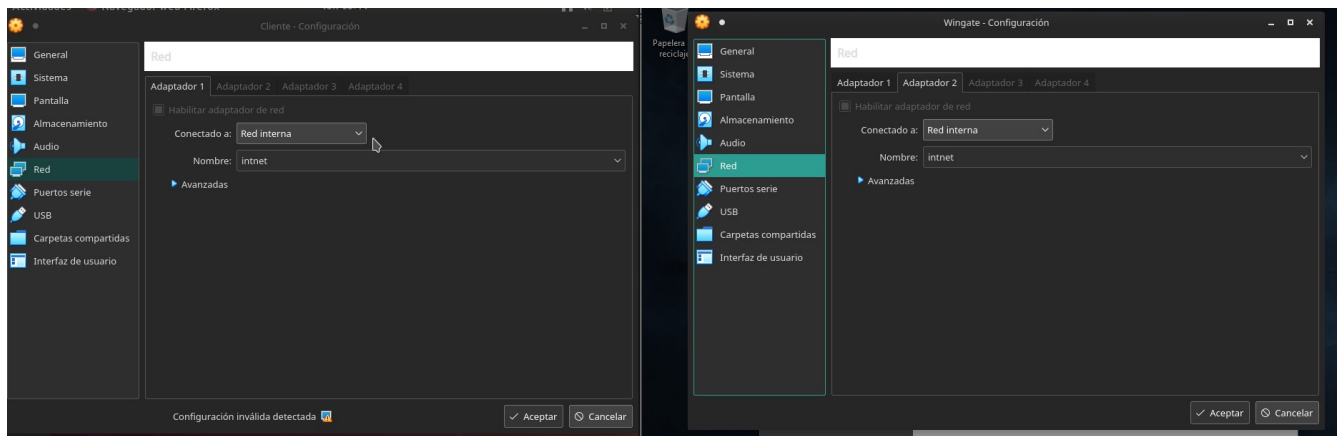 Cliente - Configuración
General
Sistema
Pantalla
Almacenamiento
Audio
Red
Puertos serie
USB
Carpetas compartidas
Interfaz de usuario
Red
Adaptador 1 Adaptador 2 Adaptador 3 Adaptador 4
Habilitar adaptador de red
Conectado a: Red interna
Nombre: intnet
Avanzadas
Configuración inválida detectada
Aceptar Cancelar
Papelera
Wingate - Configuración
General
Sistema
Pantalla
Almacenamiento
Audio
Red
Puertos serie
USB
Carpetas compartidas
Interfaz de usuario
Red
Adaptador 1 Adaptador 2 Adaptador 3 Adaptador 4
Habilitar adaptador de red
Conectado a: Red interna
Nombre: intnet
Avanzadas
Aceptar Cancelar